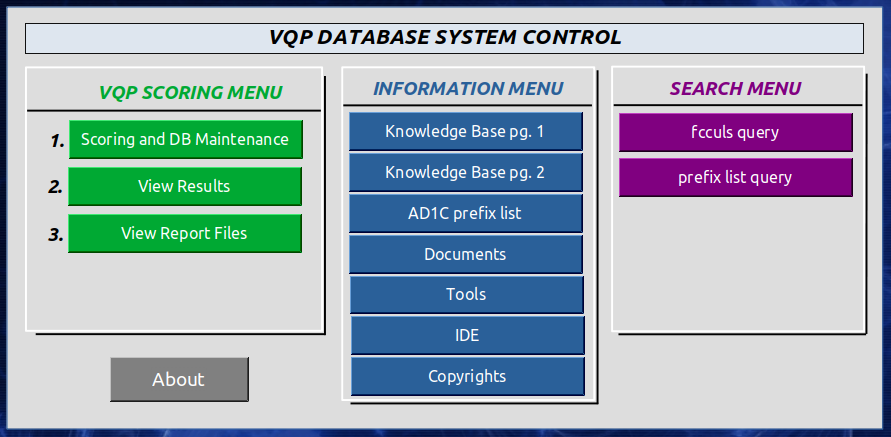 VQP DATABASE SYSTEM CONTROL
VQP SCORING MENU
1. Scoring and DB Maintenance
2. View Results
3. View Report Files
About
INFORMATION MENU
Knowledge Base pg. 1
Knowledge Base pg. 2
AD1C prefix list
Documents
Tools
IDE
Copyrights
SEARCH MENU
fcculs query
prefix list query